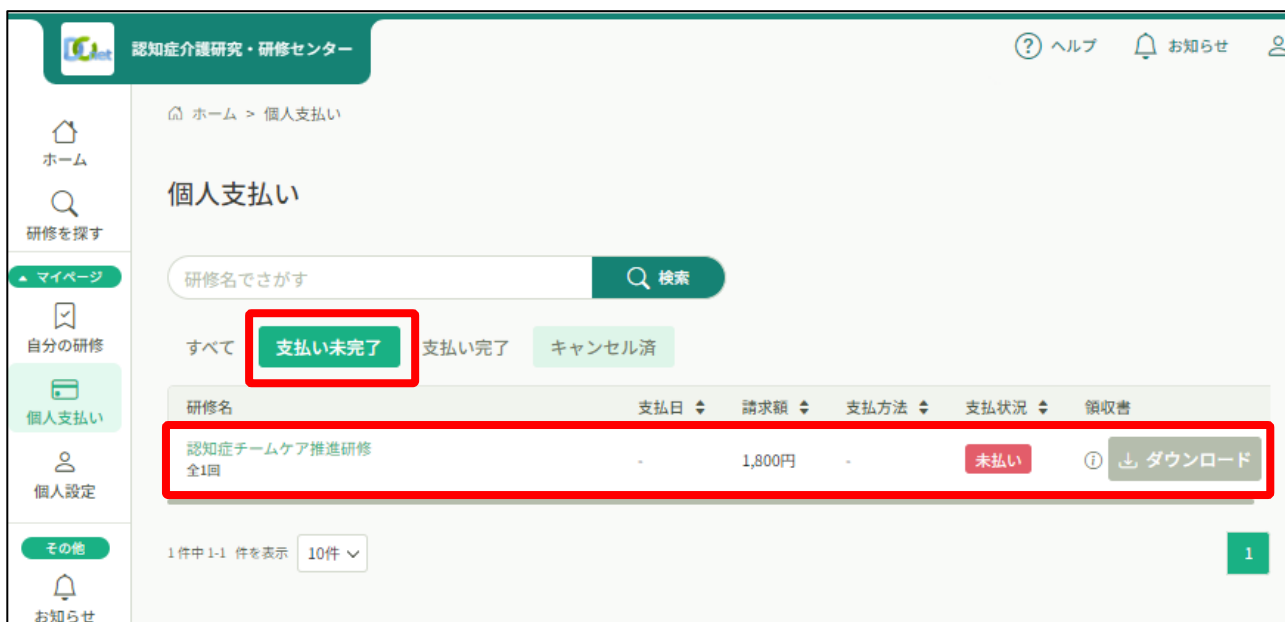 DCnet 認知症介護研究・研修センター
ヘルプ お知らせ
ホーム > 個人支払い
ホーム
研修を探す
マイページ
自分の研修
個人支払い
個人設定
その他
お知らせ
個人支払い
研修名でさがす 検索
すべて 支払い未完了 支払い完了 キャンセル済
研修名 支払日 請求額 支払方法 支払状況 領収書
認知症チームケア推進研修
全1回 - 1,800円 - 未払い ダウンロード
1件中 1-1 件を表示 10件 1